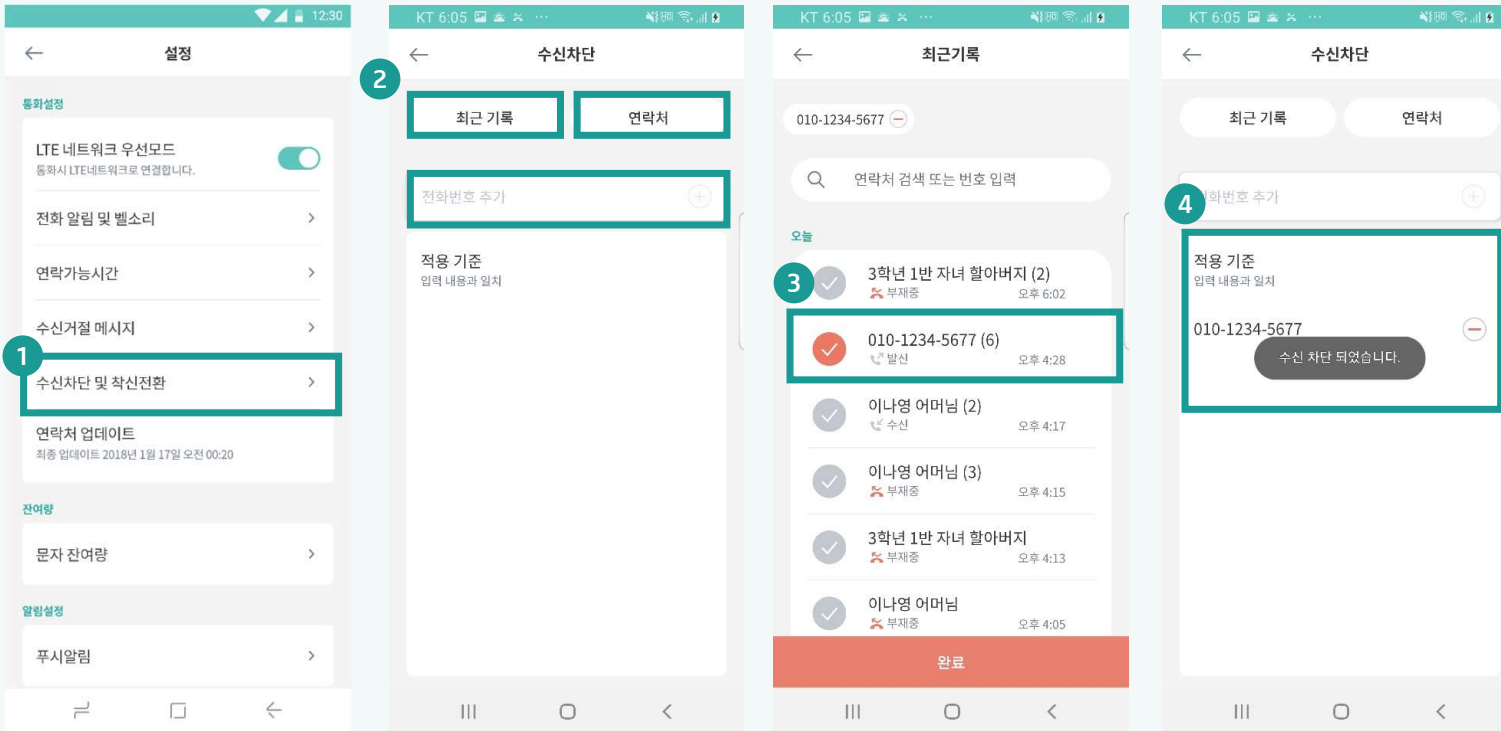 12:30
설정
통화설정
LTE 네트워크 우선모드
통화시 LTE네트워크로 연결합니다.
전화 알림 및 벨소리
연락가능시간
수신거절 메시지
1
수신차단 및 착신전환
연락처 업데이트
최종 업데이트 2018년 1월 17일 오전 00:20
잔여량
문자 잔여량
알림설정
푸시알림
KT 6:05
수신차단
2
최근 기록
연락처
전화번호 추가
적용 기준
입력 내용과 일치
KT 6:05
최근기록
010-1234-5677
연락처 검색 또는 번호 입력
오늘
3
3학년 1반 자녀 할아버지 (2)
부재중 오후 6:02
010-1234-5677 (6)
발신 오후 4:28
이나영 어머님 (2)
수신 오후 4:17
이나영 어머님 (3)
부재중 오후 4:15
3학년 1반 자녀 할아버지
부재중 오후 4:13
이나영 어머님
부재중 오후 4:05
완료
KT 6:05
수신차단
최근 기록
연락처
화번호 추가
4
적용 기준
입력 내용과 일치
010-1234-5677
수신 차단 되었습니다.